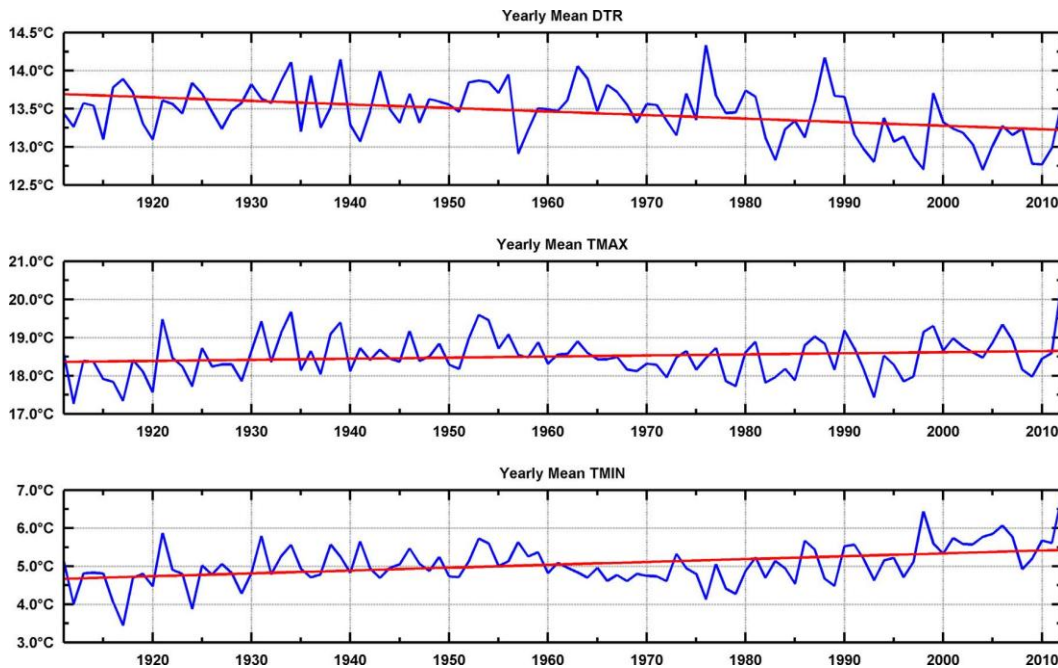 Yearly Mean DTR
14.5°C
14.0°C
13.5°C
13.0°C
12.5°C
1920 1930 1940 1950 1960 1970 1980 1990 2000 2010
Yearly Mean TMAX
21.0°C
20.0°C
19.0°C
18.0°C
17.0°C
1920 1930 1940 1950 1960 1970 1980 1990 2000 2010
Yearly Mean TMIN
7.0°C
6.0°C
5.0°C
4.0°C
3.0°C
1920 1930 1940 1950 1960 1970 1980 1990 2000 2010